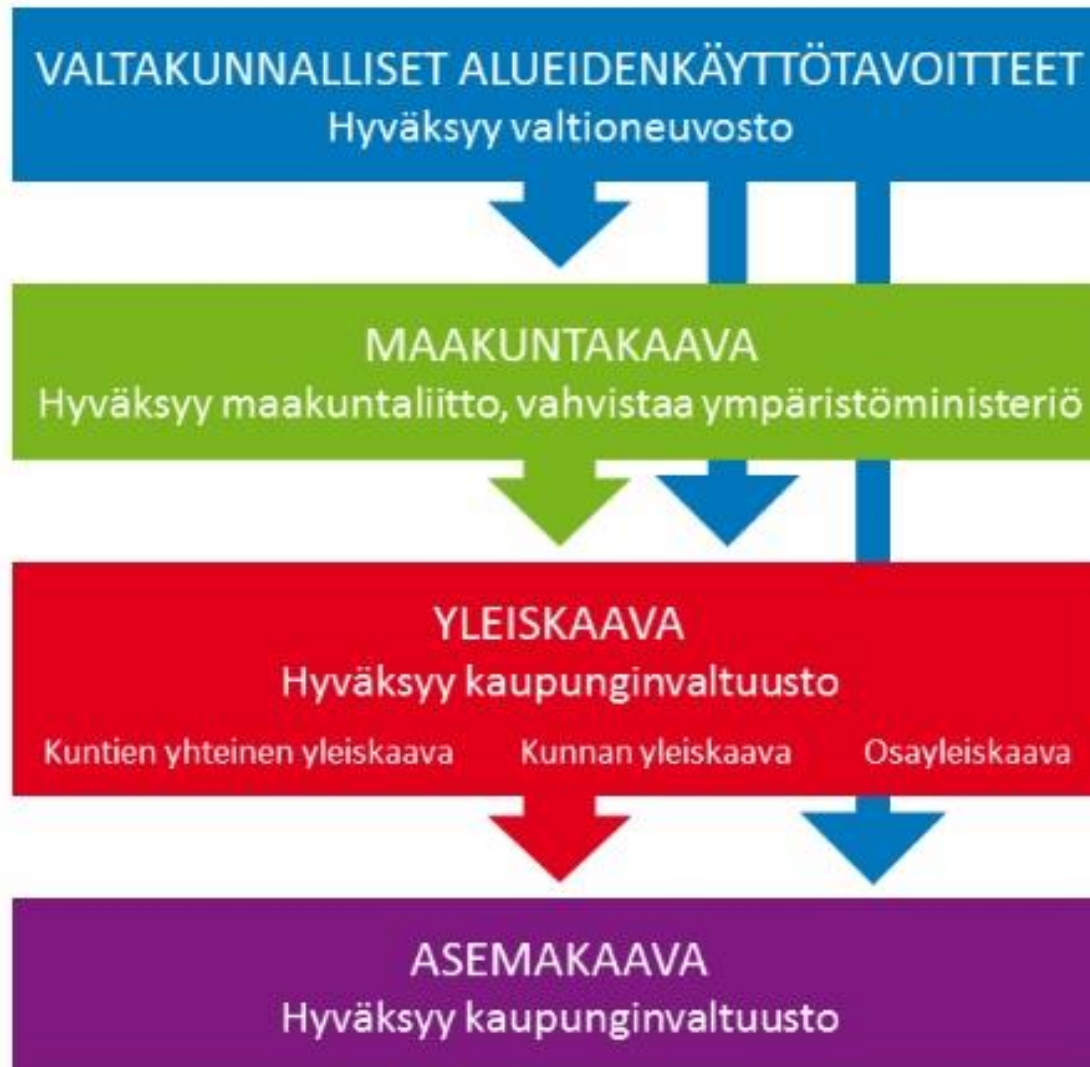 VALTAKUNNALLISET ALUEIDENKÄYTTÖTAVOITTEET
Hyväksyy valtioneuvosto
MAAKUNTAKAAVA
Hyväksyy maakuntaliitto, vahvistaa ympäristöministeriö
YLEISKAAVA
Hyväksyy kaupunginvaltuusto
Kuntien yhteinen yleiskaava Kunnan yleiskaava Osayleiskaava
ASEMAKAAVA
Hyväksyy kaupunginvaltuusto